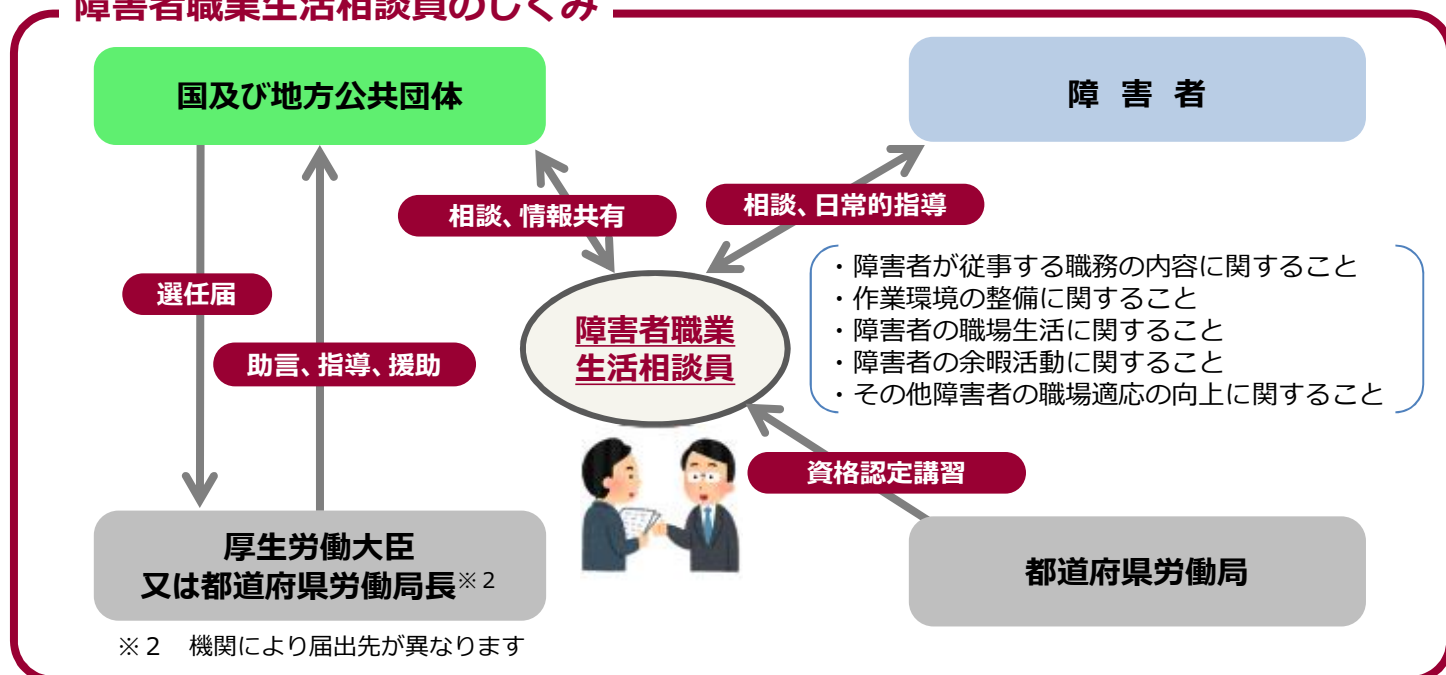 障害者職業生活相談員のしくみ
国及び地方公共団体
障 害 者
相談、情報共有
相談、日常的指導
選任届
助言、指導、援助
障害者職業
生活相談員
・障害者が従事する職務の内容に関すること
・作業環境の整備に関すること
・障害者の職場生活に関すること
・障害者の余暇活動に関すること
・その他障害者の職場適応の向上に関すること
資格認定講習
厚生労働大臣
又は都道府県労働局長※2
都道府県労働局
※2 機関により届出先が異なります